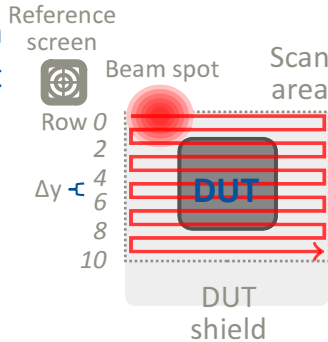 Reference
screen
Beam spot
Scan
area
Row 0
2
4
Δy
6
8
10
DUT
DUT
shield